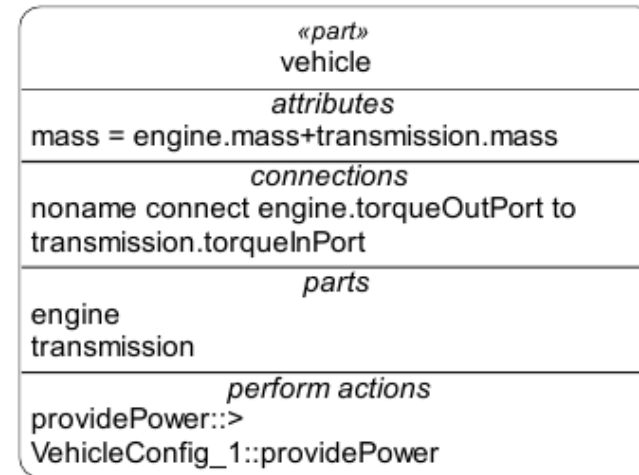 «part»
vehicle
attributes
mass = engine.mass+transmission.mass
connections
noname connect engine.torqueOutPort to
transmission.torqueInPort
parts
engine
transmission
perform actions
providePower::>
VehicleConfig_1::providePower